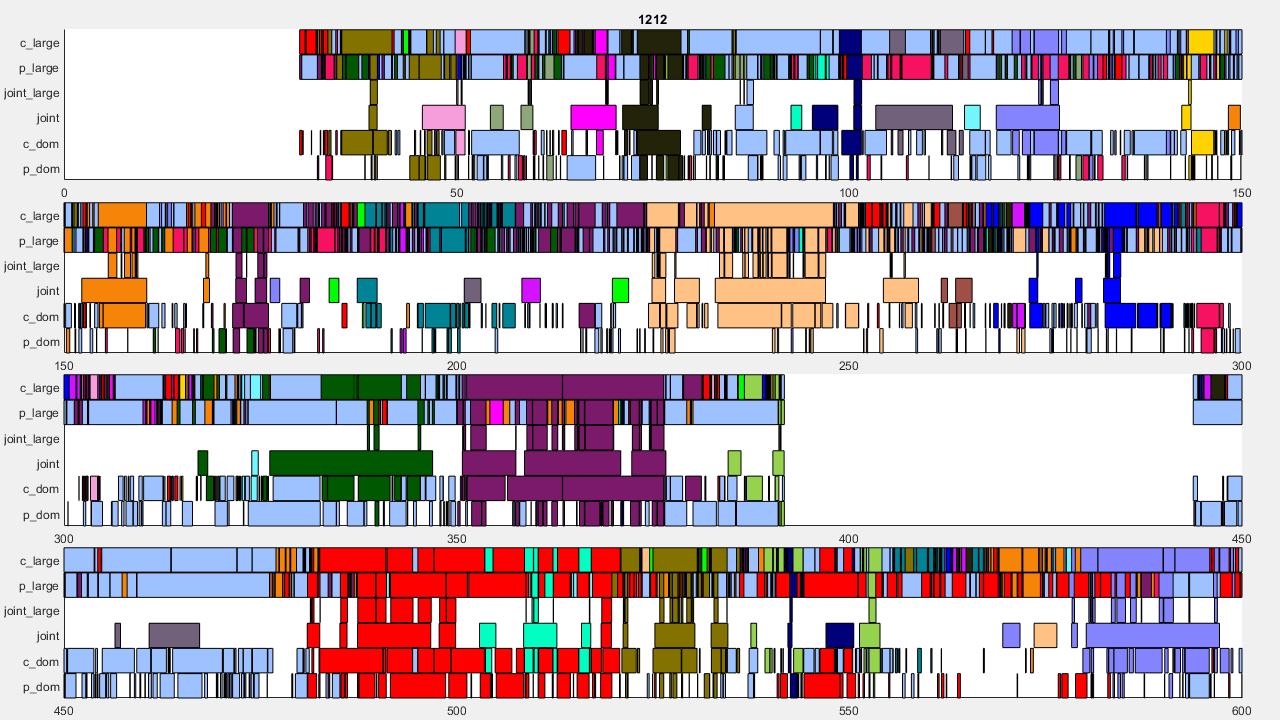 1212
c_large
p_large
joint_large
joint
c_dom
p_dom
0 50 100 150
c_large
p_large
joint_large
joint
c_dom
p_dom
150 200 250 300
c_large
p_large
joint_large
joint
c_dom
p_dom
300 350 400 450
c_large
p_large
joint_large
joint
c_dom
p_dom
450 500 550 600